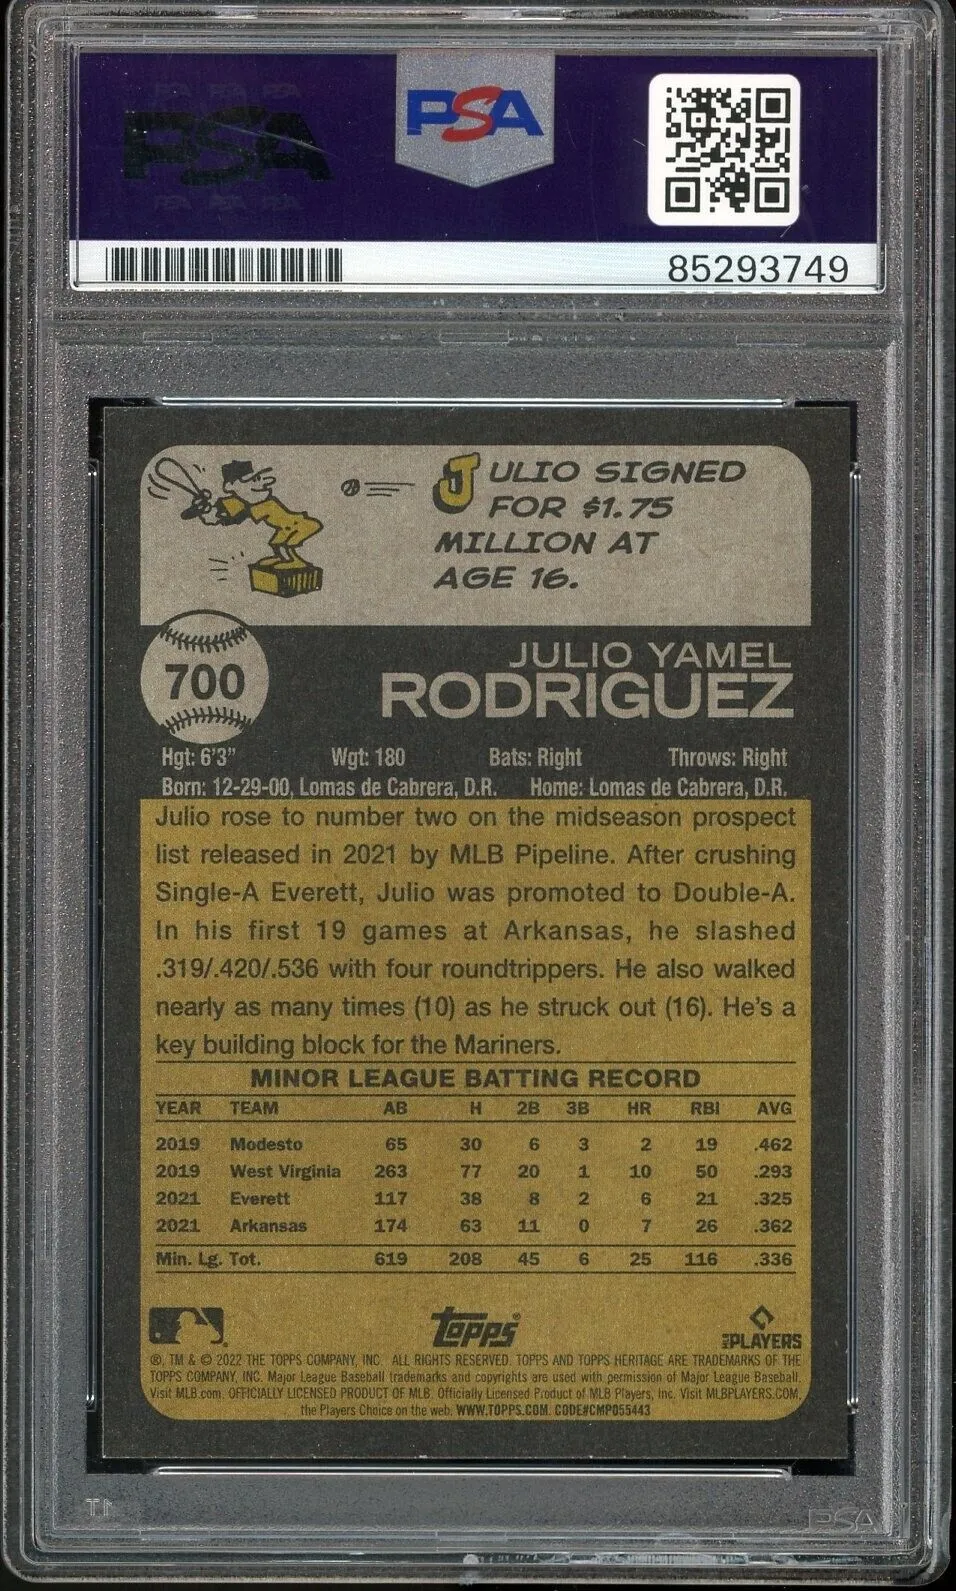 PSA PSA PSA
PSA
PSA PSA PSA
PSA
85293749
JULIO SIGNED
FOR $1.75
MILLION AT
AGE 16.
700
JULIO YAMEL
RODRIGUEZ
Hgt: 6'3" Wgt: 180 Bats: Right Throws: Right
Born: 12-29-00, Lomas de Cabrera, D.R. Home: Lomas de Cabrera, D.R.
Julio rose to number two on the midseason prospect
list released in 2021 by MLB Pipeline. After crushing
Single-A Everett, Julio was promoted to Double-A.
In his first 19 games at Arkansas, he slashed
.319/.420/.536 with four roundtrippers. He also walked
nearly as many times (10) as he struck out (16). He's a
key building block for the Mariners.
MINOR LEAGUE BATTING RECORD
YEAR TEAM AB H 2B 3B HR RBI AVG
2019 Modesto 65 30 6 3 2 19 .462
2019 West Virginia 263 77 20 1 10 50 .293
2021 Everett 117 38 8 2 6 21 .325
2021 Arkansas 174 63 11 0 7 26 .362
Min. Lg. Tot. 619 208 45 6 25 116 .336
Topps®
MLB PLAYERS
®, TM & © 2022 THE TOPPS COMPANY, INC. ALL RIGHTS RESERVED. TOPPS AND TOPPS HERITAGE ARE TRADEMARKS OF THE
TOPPS COMPANY, INC. Major League Baseball trademarks and copyrights are used with permission of Major League Baseball.
Visit MLB.com. OFFICIALLY LICENSED PRODUCT OF MLB Players, Inc. Visit MLBPLAYERS.COM,
the Players Choice on the web. WWW.TOPPS.COM. CODE#CMP055443
PSA